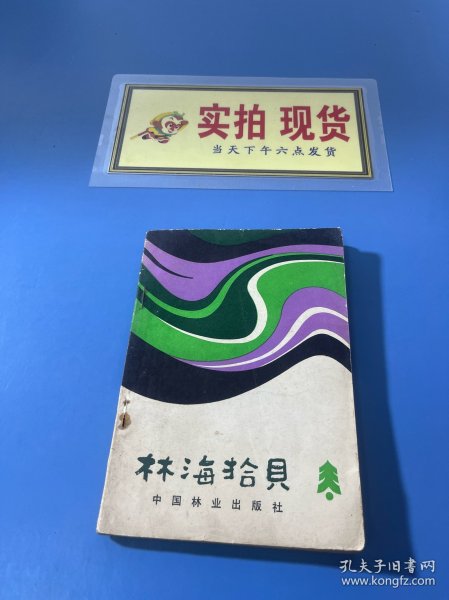 实拍 现货
当天下午六点发货
林海拾貝
中国林业出版社
孔夫子旧书网
www.kongfz.com